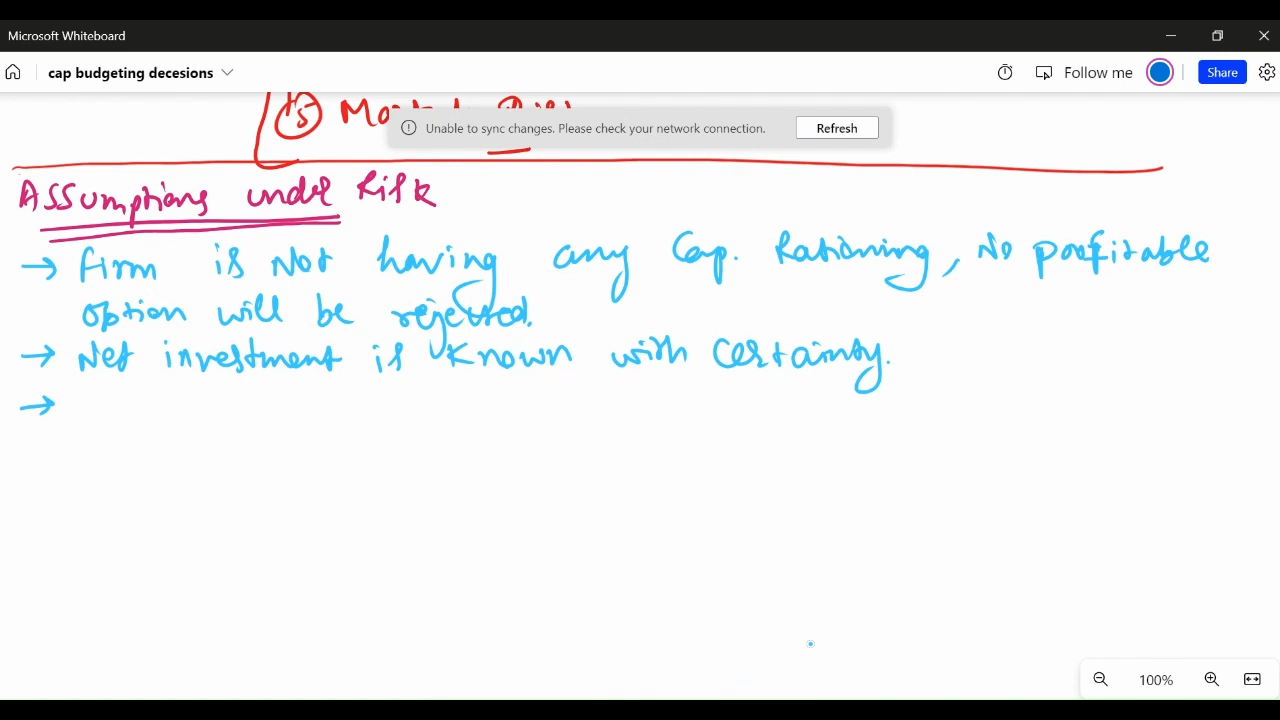 Microsoft Whiteboard
cap budgeting decesions
Follow me
Share
5
Unable to sync changes. Please check your network connection.
Refresh
Assumptions under Risk
→ Firm is Not having any Cap. Rationing, No profitable
option will be rejected.
→ Net investment is known with Certainty.
→
100%